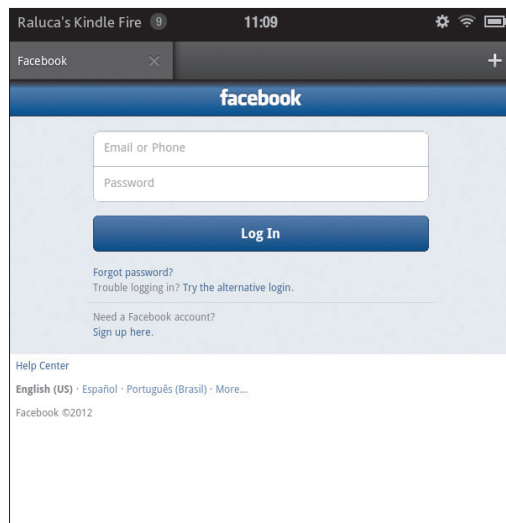 Raluca's Kindle Fire 9 11:09
Facebook
facebook
Email or Phone
Password
Log In
Forgot password?
Trouble logging in? Try the alternative login.
Need a Facebook account?
Sign up here.
Help Center
English (US) · Español · Português (Brasil) · More...
Facebook ©2012